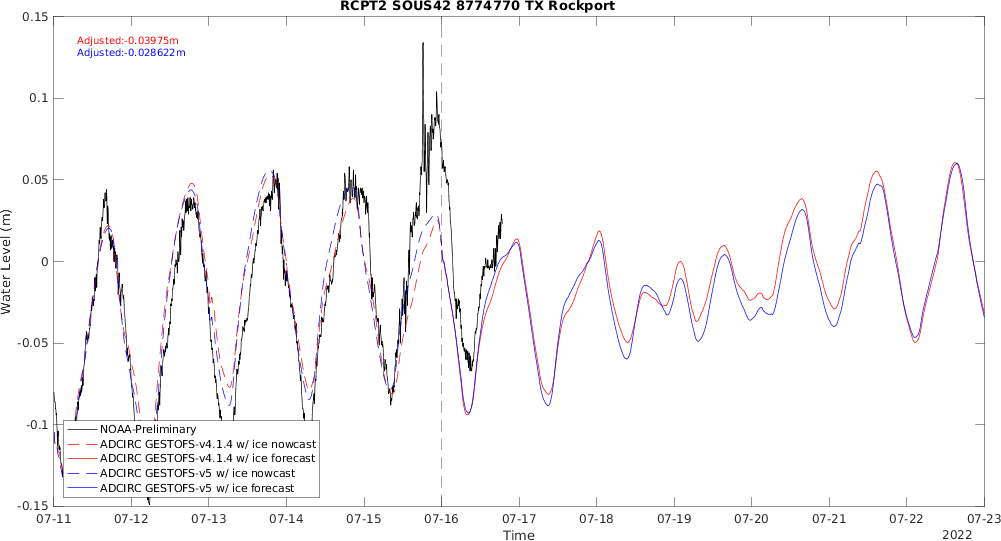 RCPT2 SOUS42 8774770 TX Rockport
Adjusted:-0.03975m
Adjusted:-0.028622m
Water Level (m)
0.15
0.1
0.05
0
-0.05
-0.1
-0.15
NOAA-Preliminary
ADCIRC GESTOFS-v4.1.4 w/ ice nowcast
ADCIRC GESTOFS-v4.1.4 w/ ice forecast
ADCIRC GESTOFS-v5 w/ ice nowcast
ADCIRC GESTOFS-v5 w/ ice forecast
07-11 07-12 07-13 07-14 07-15 07-16 07-17 07-18 07-19 07-20 07-21 07-22 07-23
Time
2022